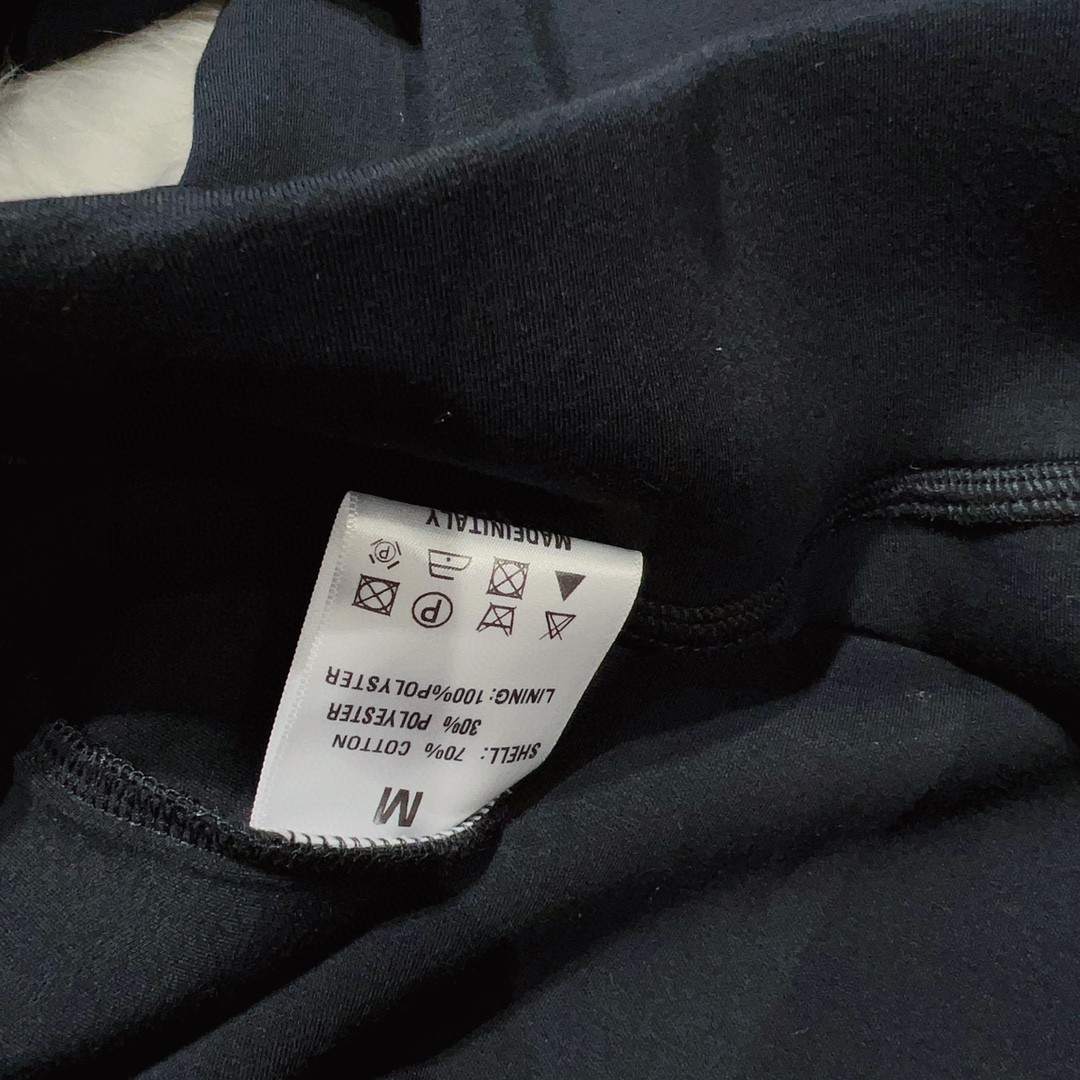 M
SHELL: 70% COTTON
30% POLYESTER
LINING:100%POLYSTER
P
P
MADEINITALY